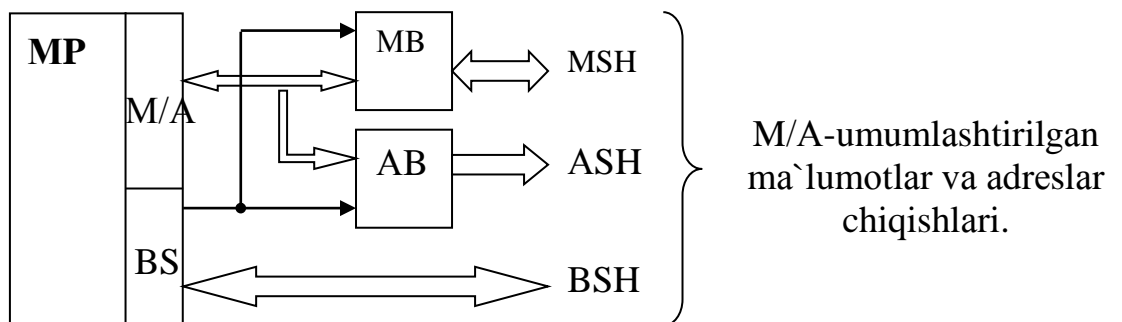 MP
M/A
BS
MB
AB
MSH
ASH
BSH
M/A-umumlashtirilgan
ma`lumotlar va adreslar
chiqishlari.